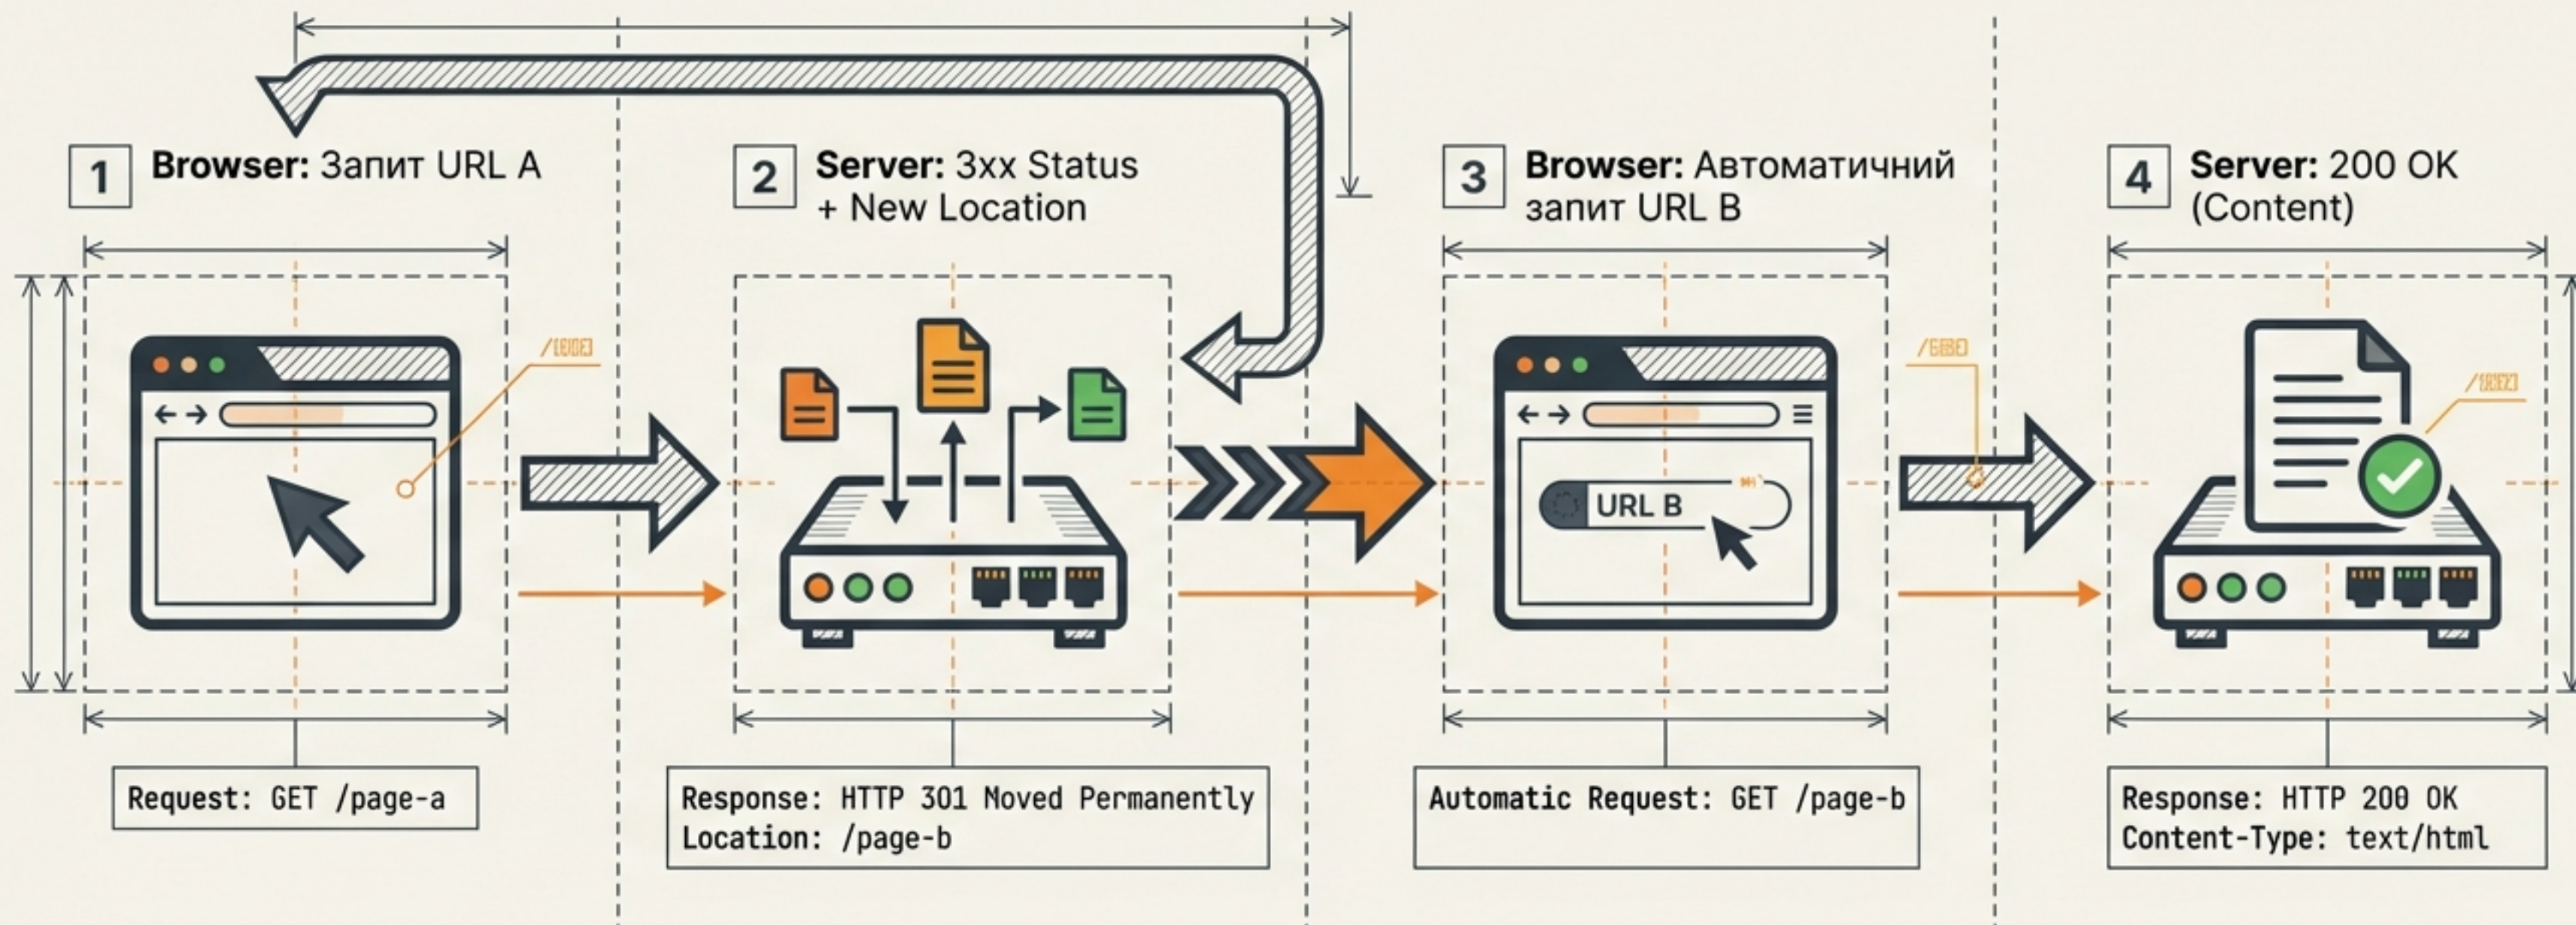 1
Browser: Запит URL A
2
Server: 3xx Status
+ New Location
3
Browser: Автоматичний
запит URL B
4
Server: 200 OK
(Content)
URL B
Request: GET /page-a
Response: HTTP 301 Moved Permanently
Location: /page-b
Automatic Request: GET /page-b
Response: HTTP 200 OK
Content-Type: text/html